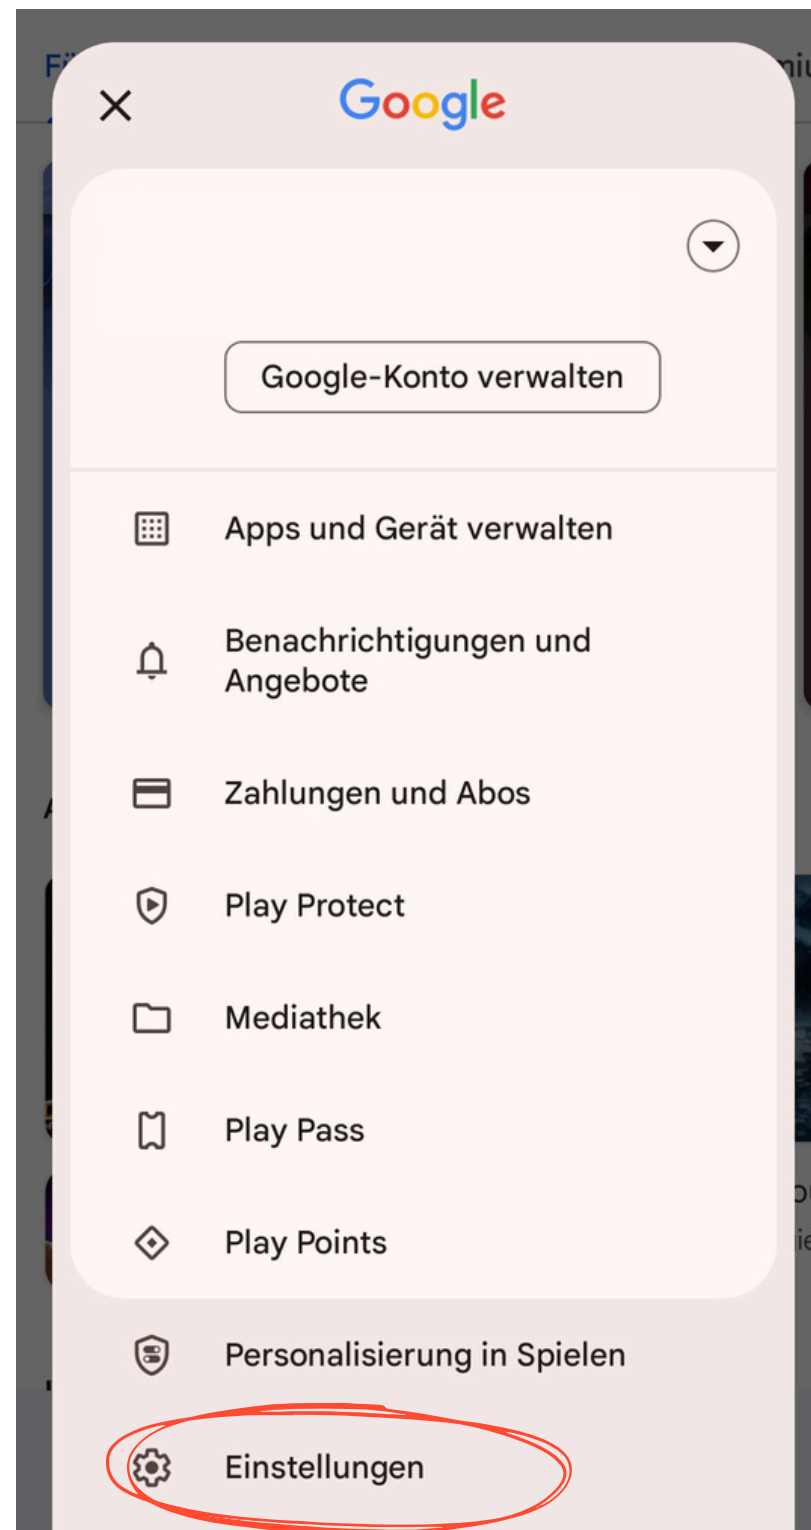 Google
Google-Konto verwalten
Apps und Gerät verwalten
Benachrichtigungen und
Angebote
Zahlungen und Abos
Play Protect
Mediathek
Play Pass
Play Points
Personalisierung in Spielen
Einstellungen